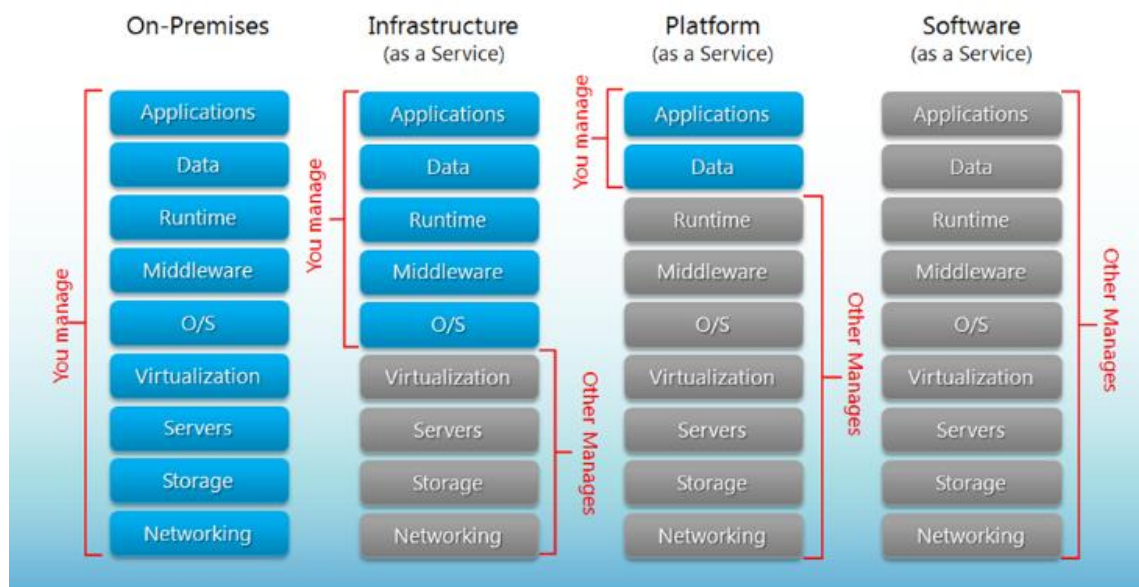 On-Premises
You manage
Applications
Data
Runtime
Middleware
O/S
Virtualization
Servers
Storage
Networking
Infrastructure
(as a Service)
You manage
Applications
Data
Runtime
Middleware
O/S
Virtualization
Servers
Storage
Networking
Other Manages
Platform
(as a Service)
You manage
Applications
Data
Runtime
Middleware
O/S
Virtualization
Servers
Storage
Networking
Other Manages
Software
(as a Service)
Applications
Data
Runtime
Middleware
O/S
Virtualization
Servers
Storage
Networking
Other Manages